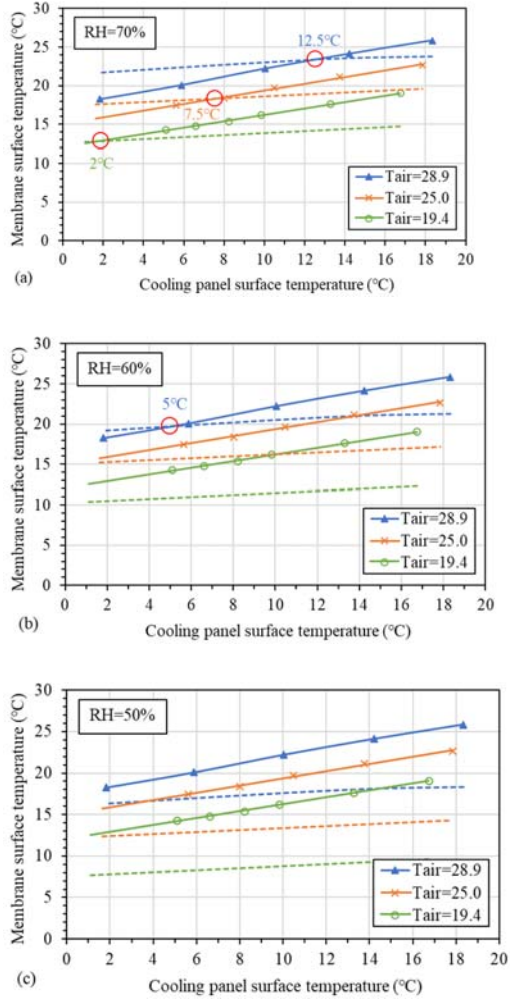 RH=70%
12.5℃
7.5℃
2℃
30
25
20
15
10
5
0
Membrane surface temperature (℃)
Tair=28.9
Tair=25.0
Tair=19.4
0 2 4 6 8 10 12 14 16 18 20
Cooling panel surface temperature (℃)
(a)
RH=60%
5℃
30
25
20
15
10
5
0
Membrane surface temperature (℃)
Tair=28.9
Tair=25.0
Tair=19.4
0 2 4 6 8 10 12 14 16 18 20
Cooling panel surface temperature (℃)
(b)
RH=50%
30
25
20
15
10
5
0
Membrane surface temperature (℃)
Tair=28.9
Tair=25.0
Tair=19.4
0 2 4 6 8 10 12 14 16 18 20
Cooling panel surface temperature (℃)
(c)